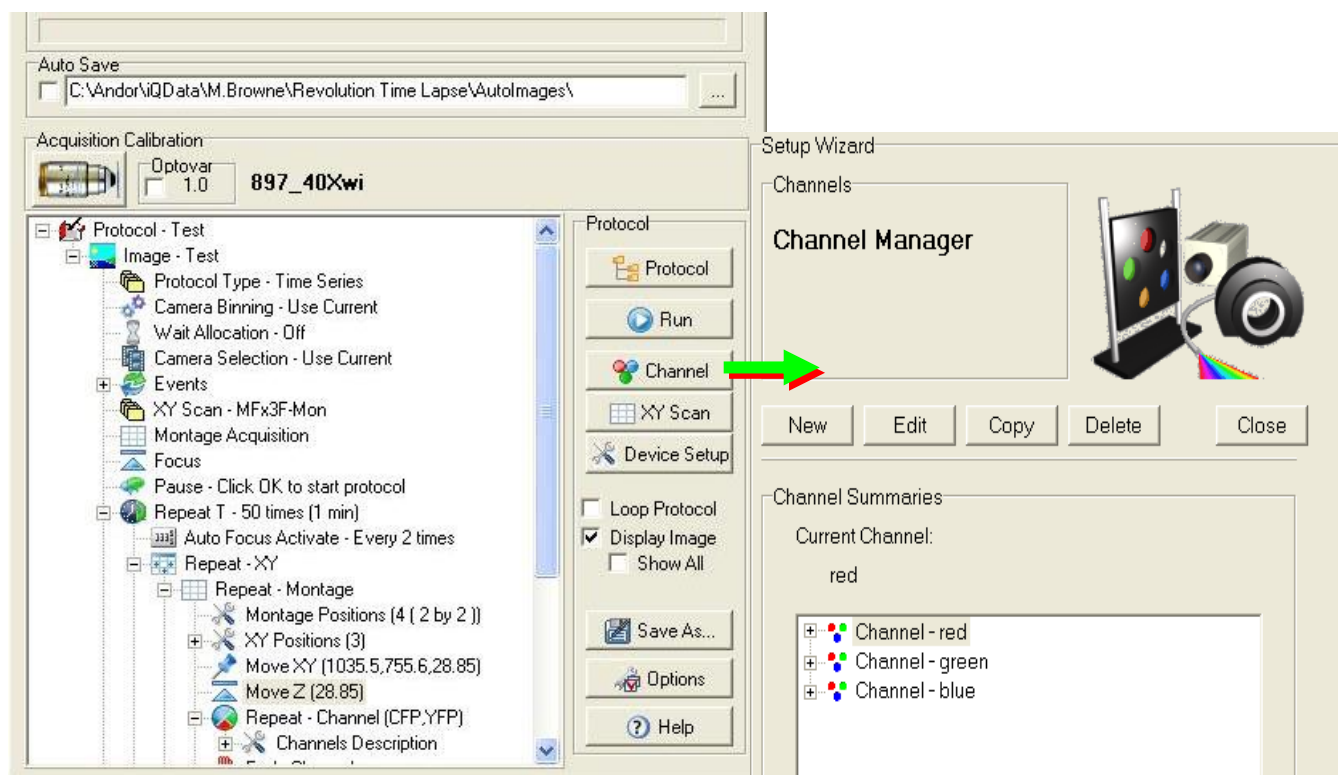 Auto Save
C:\Andor\iQData\M.Browne\Revolution Time Lapse\AutoImages\
...
Acquisition Calibration
Optovar
1.0
897_40Xwi
Protocol - Test
Image - Test
Protocol Type - Time Series
Camera Binning - Use Current
Wait Allocation - Off
Camera Selection - Use Current
Events
XY Scan - MFx3F-Mon
Montage Acquisition
Focus
Pause - Click OK to start protocol
Repeat T - 50 times (1 min)
Auto Focus Activate - Every 2 times
Repeat - XY
Repeat - Montage
Montage Positions (4 ( 2 by 2 ))
XY Positions (3)
Move XY (1035.5,755.6,28.85)
Move Z (28.85)
Repeat - Channel (CFP,YFP)
Channels Description
Protocol
Protocol
Run
Channel
XY Scan
Device Setup
Loop Protocol
Display Image
Show All
Save As...
Options
Help
Setup Wizard
Channels
Channel Manager
New
Edit
Copy
Delete
Close
Channel Summaries
Current Channel:
red
Channel - red
Channel - green
Channel - blue